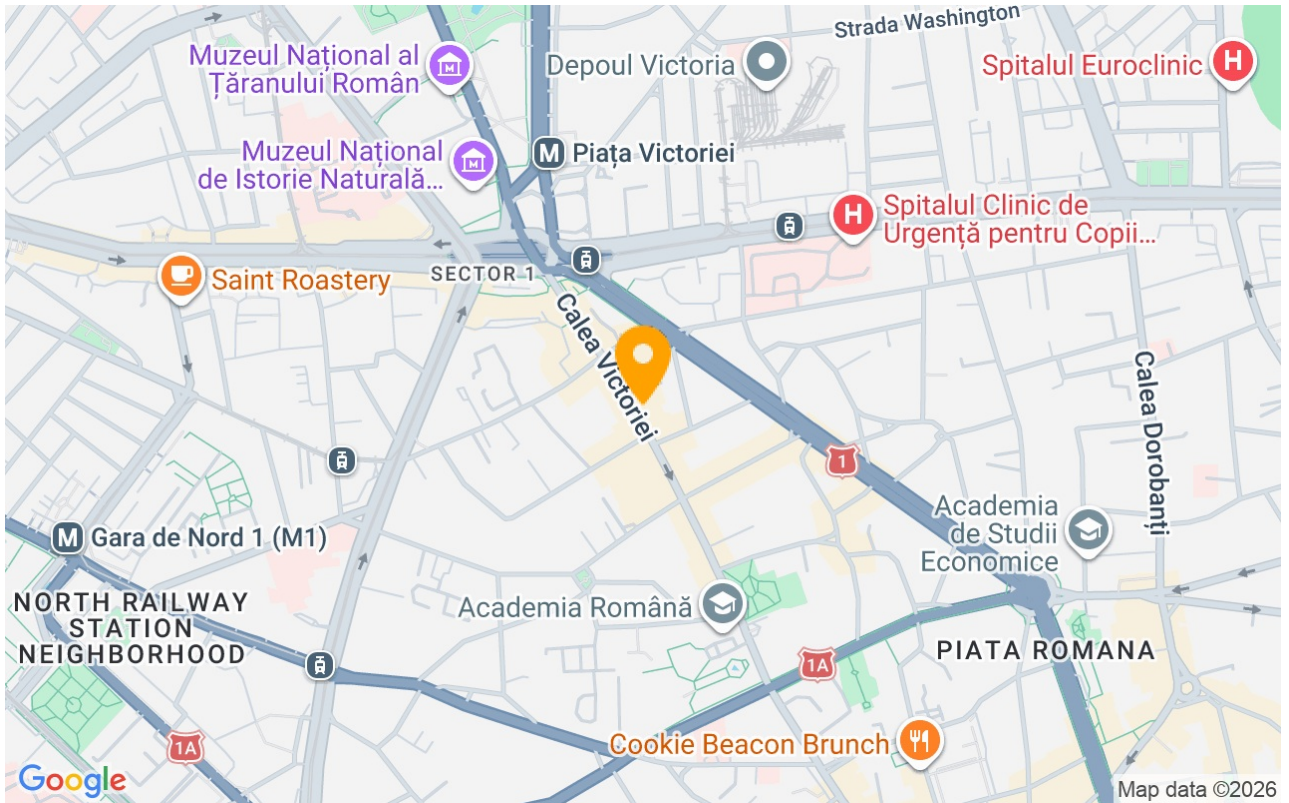 Strada Washington
Muzeul Național al
Țăranului Român
Depoul Victoria
Spitalul Euroclinic
H
Muzeul Național
de Istorie Naturală...
M
Piața Victoriei
H
Spitalul Clinic de
Urgență pentru Copii...
SECTOR 1
Saint Roastery
Calea Victoriei
Calea Dorobanți
1
Academia
de Studii
Economice
M
Gara de Nord 1 (M1)
NORTH RAILWAY
STATION
NEIGHBORHOOD
Academia Română
PIATA ROMANA
1A
1A
Cookie Beacon Brunch
Google
Map data ©2026